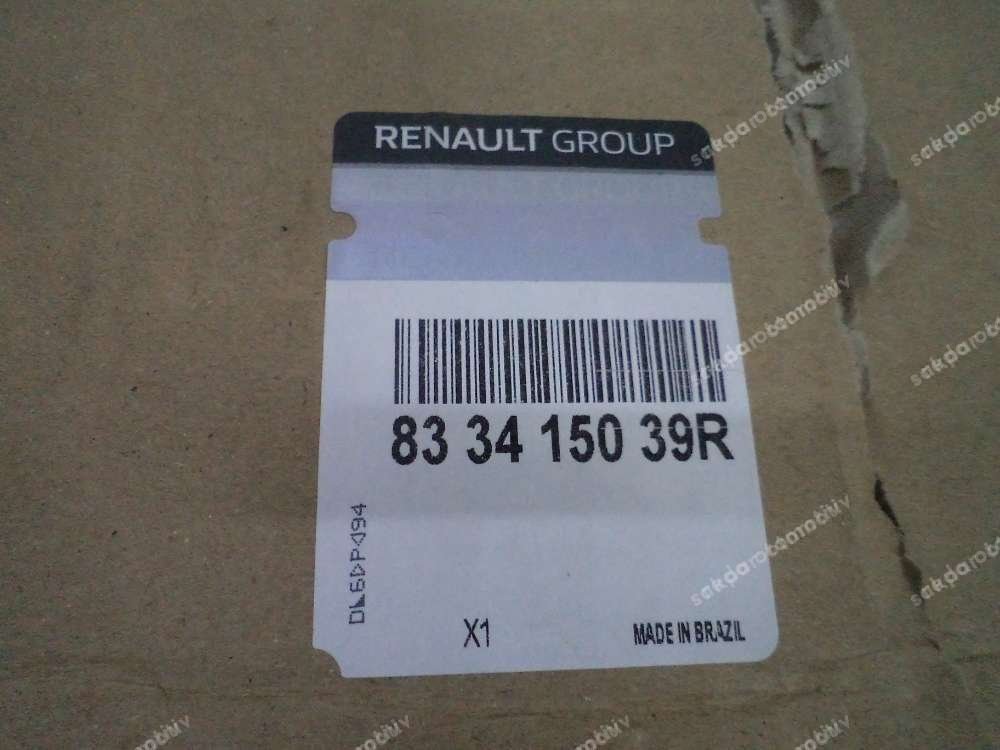 RENAULT GROUP
83 34 150 39R
X1
MADE IN BRAZIL